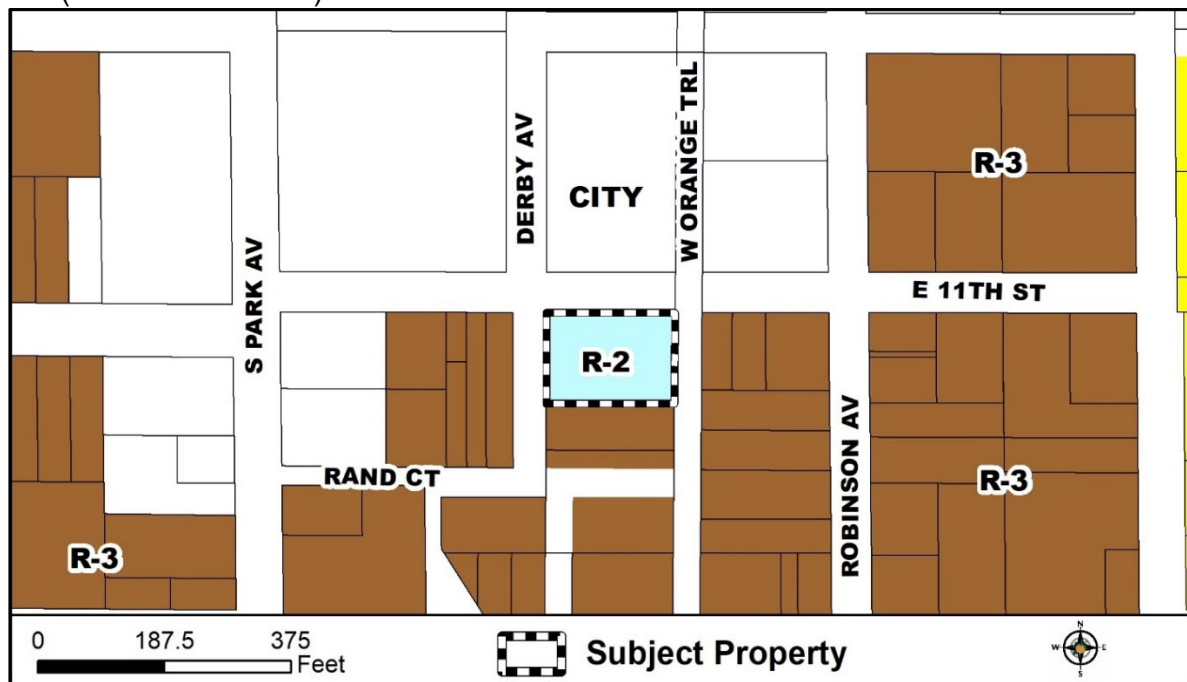 DERBY AV
W ORANGE TRL
R-3
CITY
S PARK AV
E 11TH ST
R-2
RAND CT
ROBINSON AV
R-3
R-3
0 187.5 375
Feet
Subject Property
N
W E
S